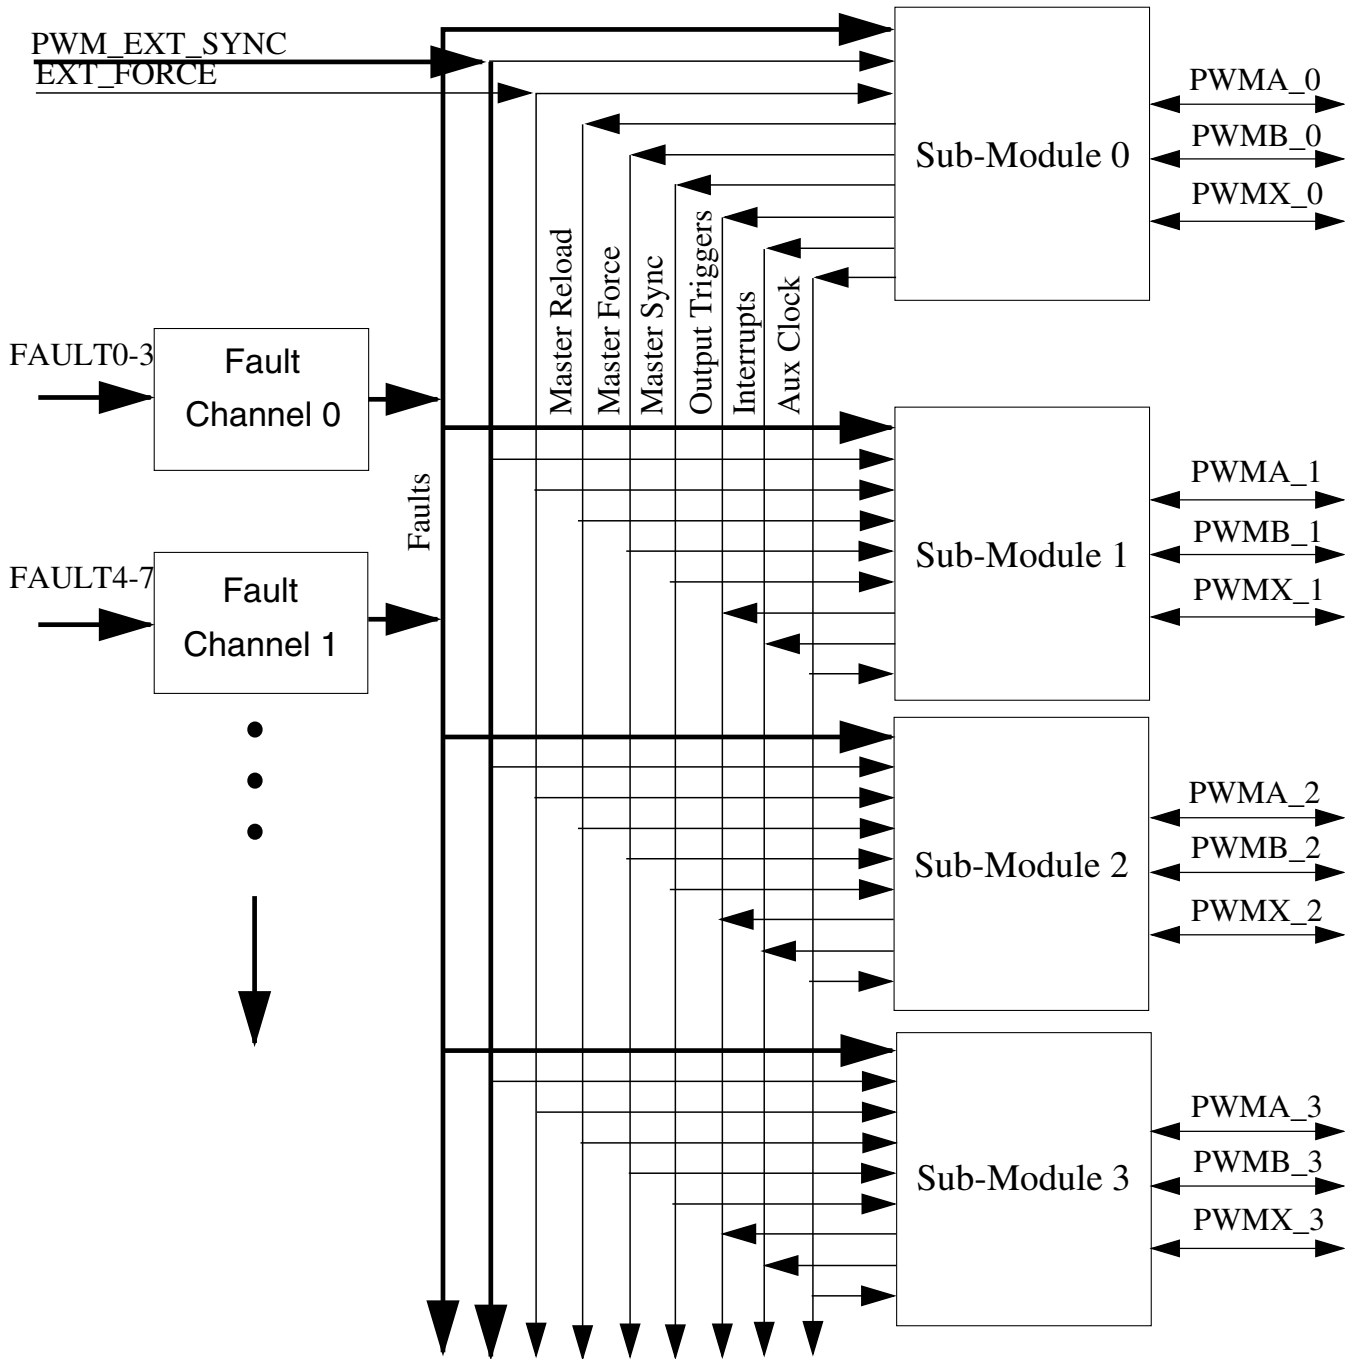 PWM_EXT_SYNC
EXT_FORCE
PWMA_0
PWMB_0
PWMX_0
Sub-Module 0
Master Reload
Master Force
Master Sync
Output Triggers
Interrupts
Aux Clock
FAULT0-3
Fault
Channel 0
Faults
PWMA_1
PWMB_1
PWMX_1
Sub-Module 1
FAULT4-7
Fault
Channel 1
PWMA_2
PWMB_2
PWMX_2
Sub-Module 2
PWMA_3
PWMB_3
PWMX_3
Sub-Module 3